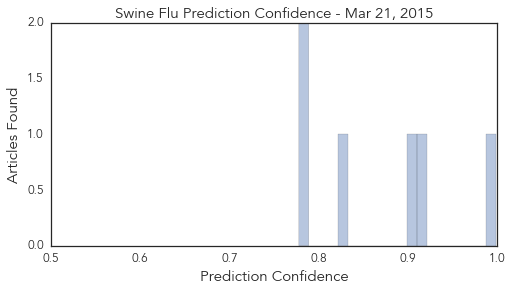 Swine Flu Prediction Confidence - Mar 21, 2015
2.0
1.5
1.0
0.5
0.0
Articles Found
0.5 0.6 0.7 0.8 0.9 1.0
Prediction Confidence